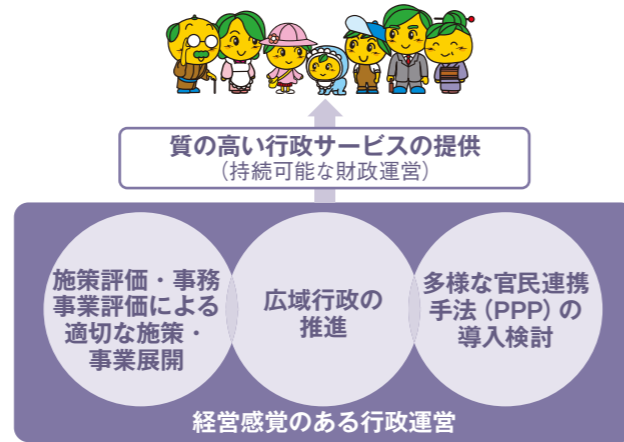 質の高い行政サービスの提供
(持続可能な財政運営)
施策評価・事務
事業評価による
適切な施策・
事業展開
広域行政の
推進
多様な官民連携
手法(PPP)の
導入検討
経営感覚のある行政運営